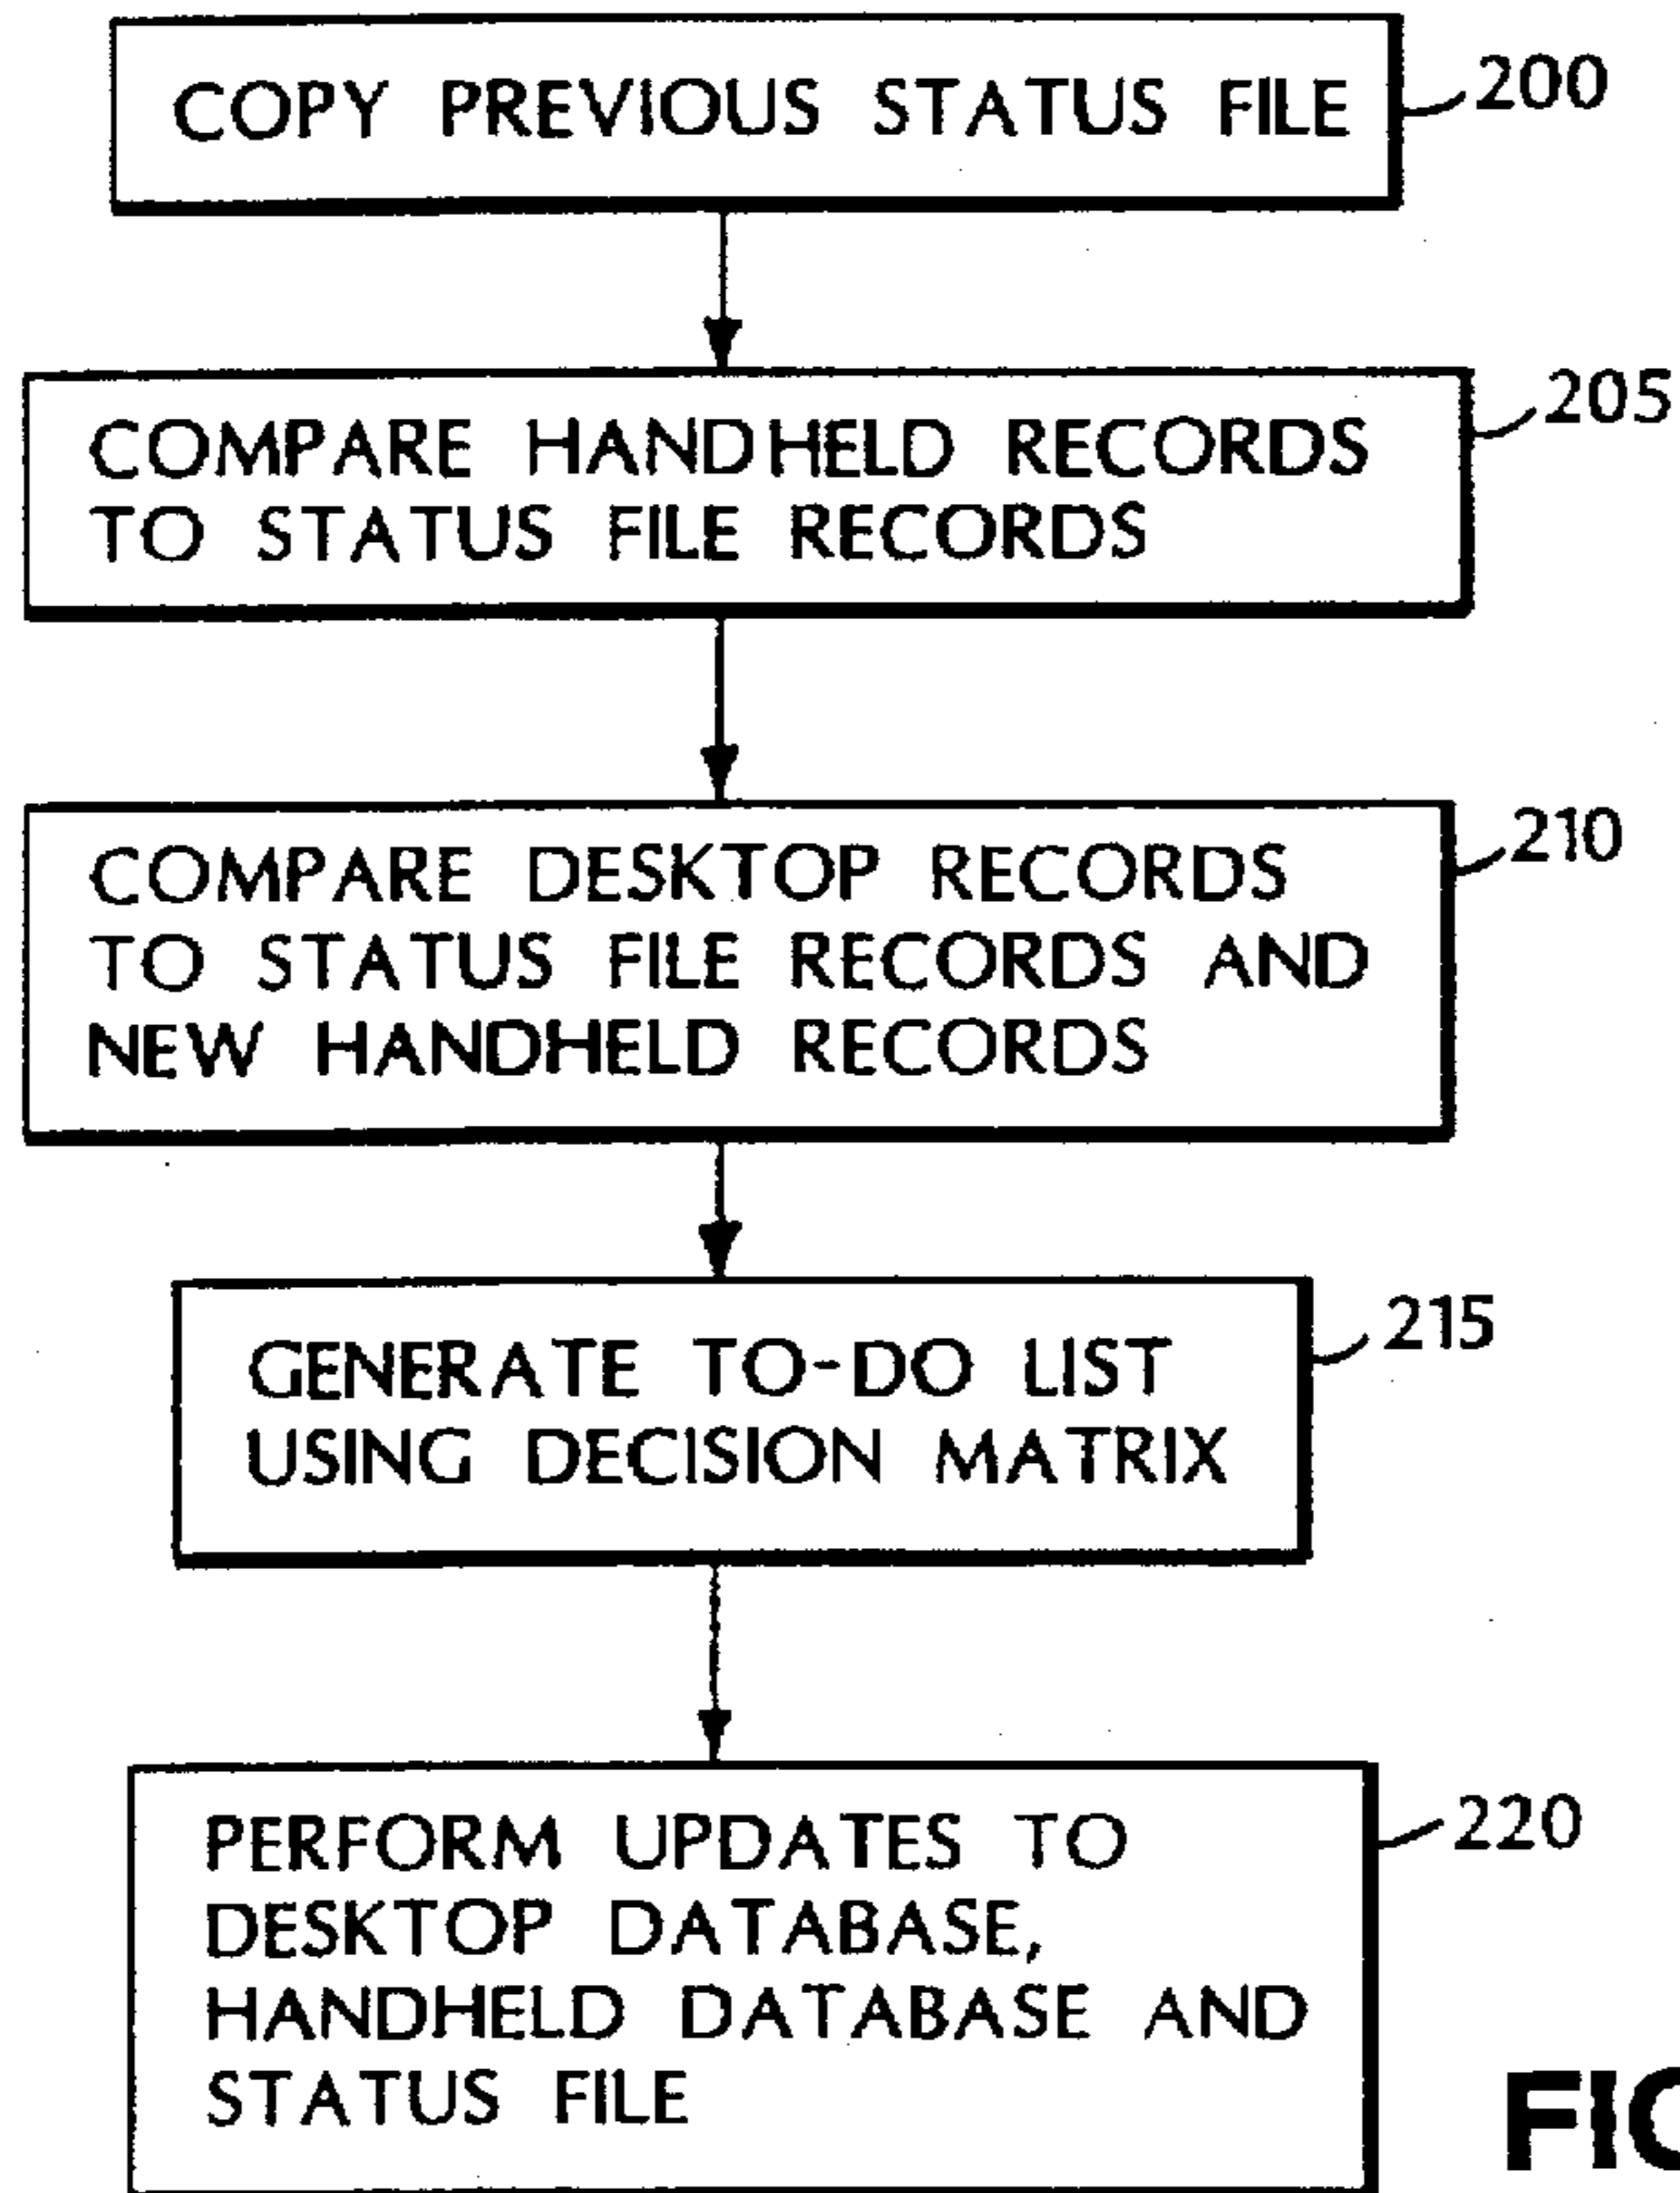 COPY PREVIOUS STATUS FILE
200
COMPARE HANDHELD RECORDS
TO STATUS FILE RECORDS
205
COMPARE DESKTOP RECORDS
TO STATUS FILE RECORDS AND
NEW HANDHELD RECORDS
210
GENERATE TO-DO LIST
USING DECISION MATRIX
215
PERFORM UPDATES TO
DESKTOP DATABASE,
HANDHELD DATABASE AND
STATUS FILE
220